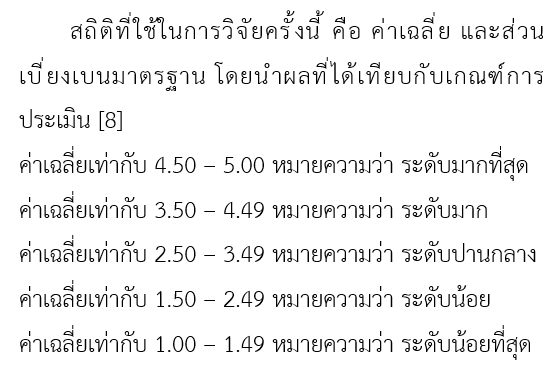 สถิติที่ใช้ในการวิจัยครั้งนี้ คือ ค่าเฉลี่ย และส่วน
เบี่ยงเบนมาตรฐาน โดยนำผลที่ได้เทียบกับเกณฑ์การ
ประเมิน [8]
ค่าเฉลี่ยเท่ากับ 4.50 – 5.00 หมายความว่า ระดับมากที่สุด
ค่าเฉลี่ยเท่ากับ 3.50 – 4.49 หมายความว่า ระดับมาก
ค่าเฉลี่ยเท่ากับ 2.50 – 3.49 หมายความว่า ระดับปานกลาง
ค่าเฉลี่ยเท่ากับ 1.50 – 2.49 หมายความว่า ระดับน้อย
ค่าเฉลี่ยเท่ากับ 1.00 – 1.49 หมายความว่า ระดับน้อยที่สุด